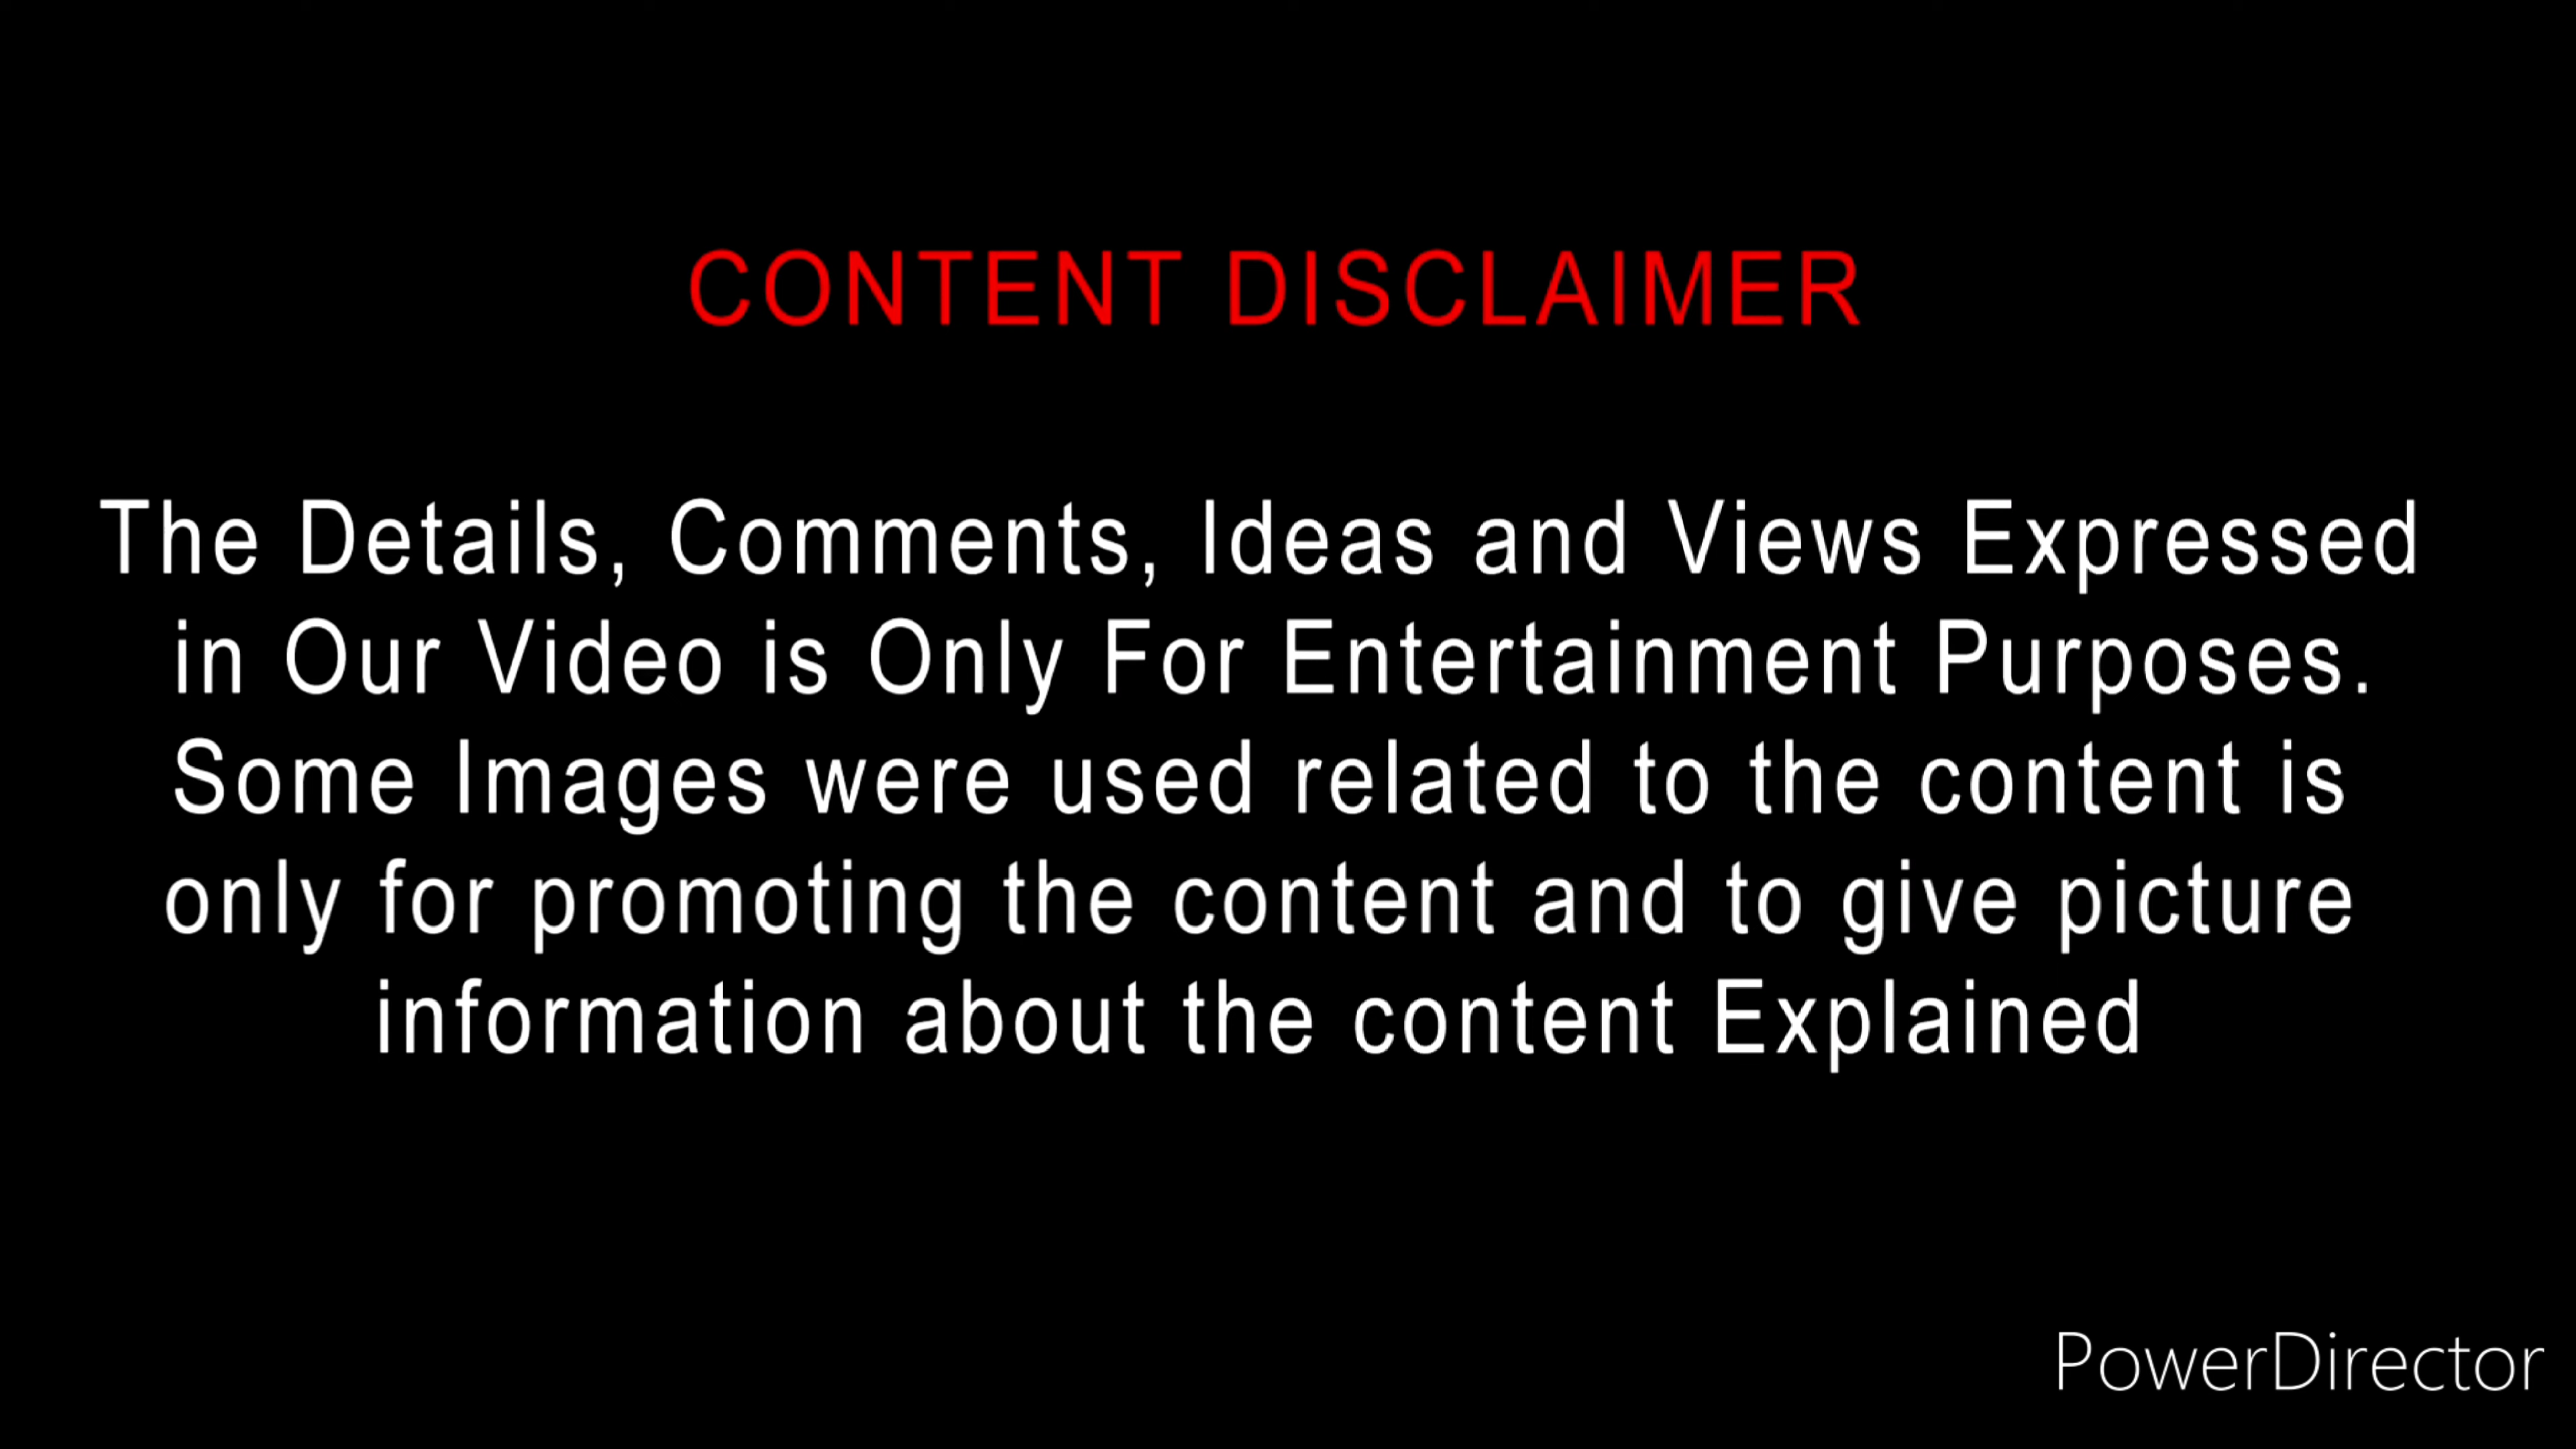 CONTENT DISCLAIMER
The Details, Comments, Ideas and Views Expressed
in Our Video is Only For Entertainment Purposes.
Some Images were used related to the content is
only for promoting the content and to give picture
information about the content Explained
PowerDirector